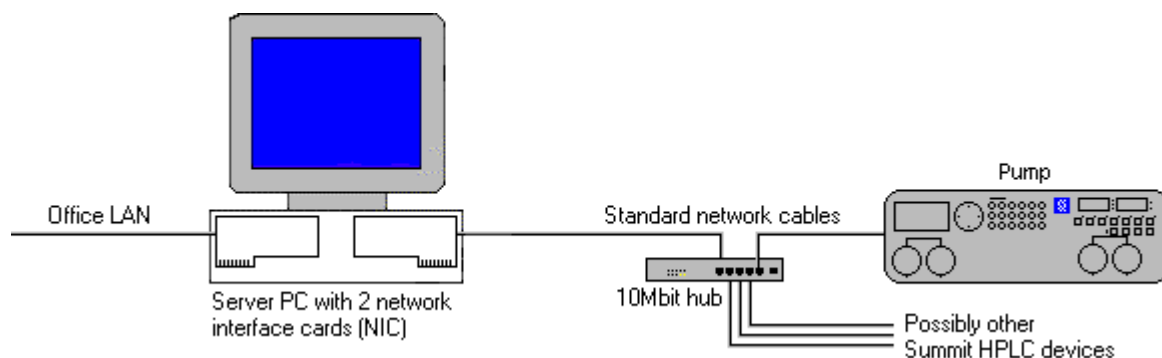 Pump
Office LAN
Standard network cables
Server PC with 2 network
interface cards (NIC)
10Mbit hub
Possibly other
Summit HPLC devices